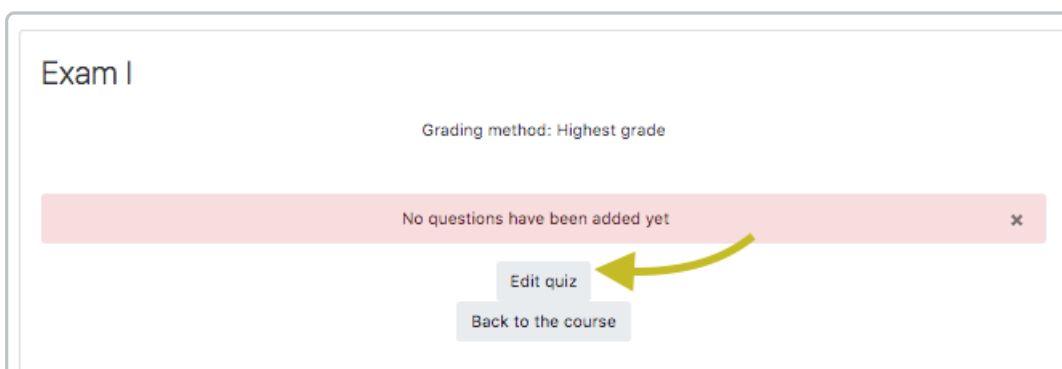 Exam I
Grading method: Highest grade
No questions have been added yet ×
Edit quiz
Back to the course